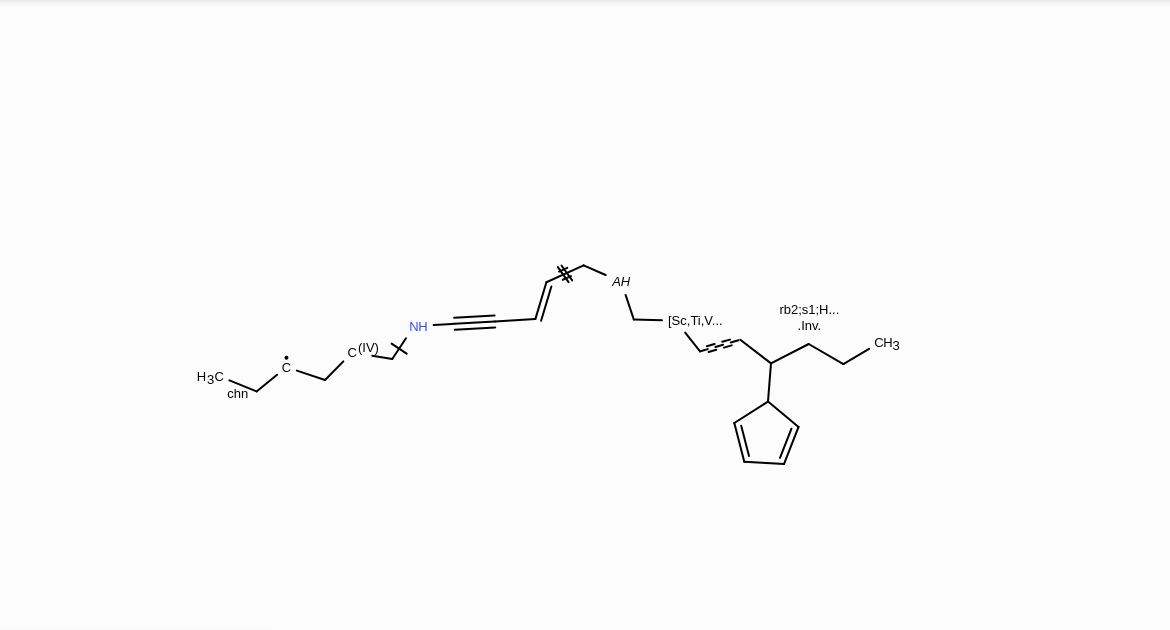 rb2;s1;H...
.Inv.
AH
[Sc,Ti,V...
NH
CH3
C(IV)
C
H3C
chn